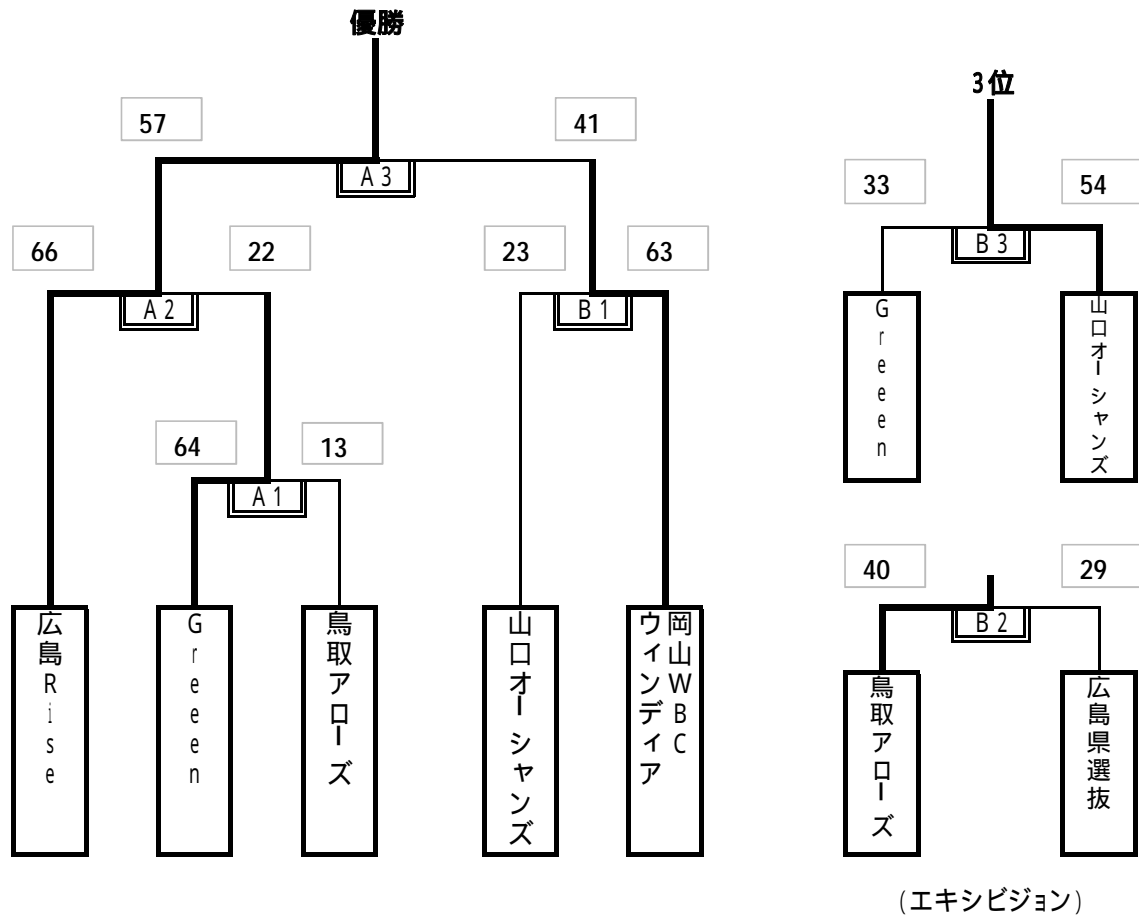 優勝
3位
57
41
A3
33
54
B3
66
22
23
63
A2
B1
Greeen
山口オーシャンズ
64
13
A1
40
29
B2
広島Rise
Greeen
鳥取アローズ
山口オーシャンズ
岡山WBC
ウィンディア
鳥取アローズ
広島県選抜
(エキシビジョン)